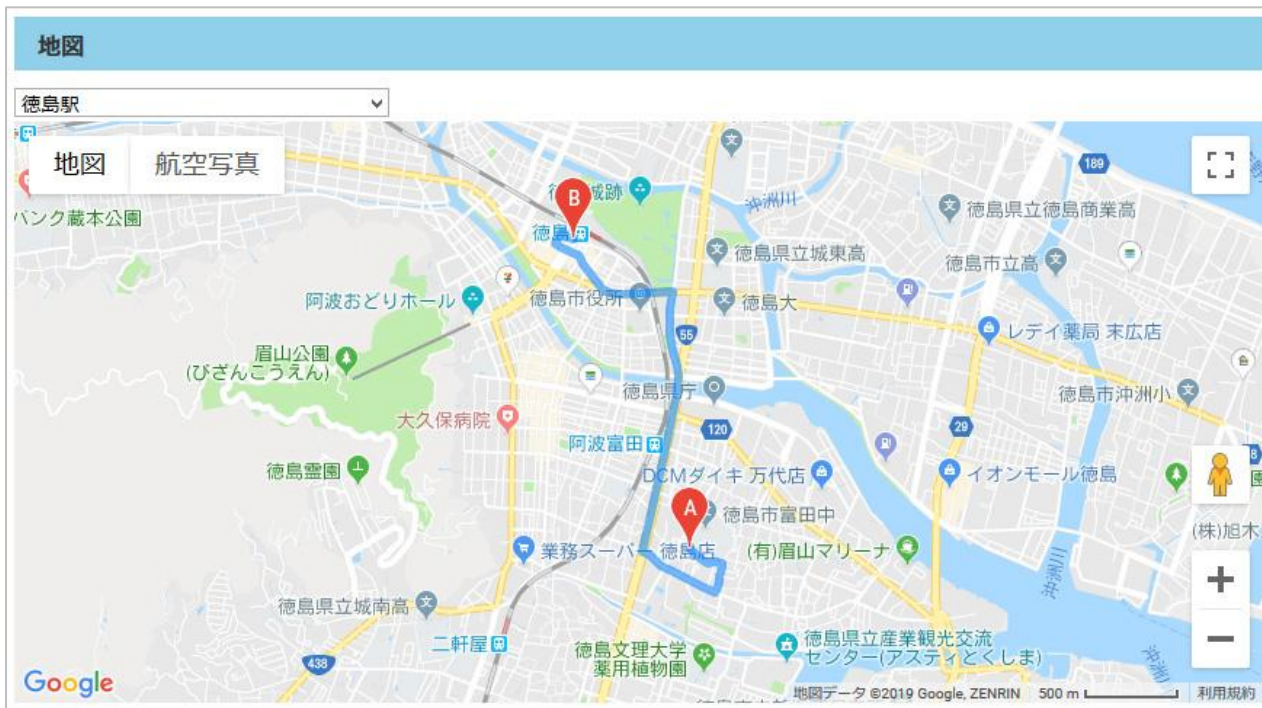 地図
徳島駅
地図
航空写真
189
バンク蔵本公園
城跡
沖洲川
徳島県立徳島商業高
B
徳島
徳島県立城東高
徳島市立高
阿波おどりホール
徳島市役所
徳島大
レデイ薬局 末広店
55
眉山公園
(びざんこうえん)
徳島県庁
徳島市沖洲小
大久保病院
120
29
阿波富田
徳島霊園
DCMダイキ 万代店
イオンモール徳島
8
園
A
徳島市富田中
(株)旭木
業務スーパー 徳島店
(有)眉山マリーナ
沖洲川
徳島県立城南高
二軒屋
徳島文理大学
薬用植物園
徳島県立産業観光交流
センター(アスティとくしま)
沖洲
438
Google
地図データ ©2019 Google, ZENRIN
500 m
利用規約